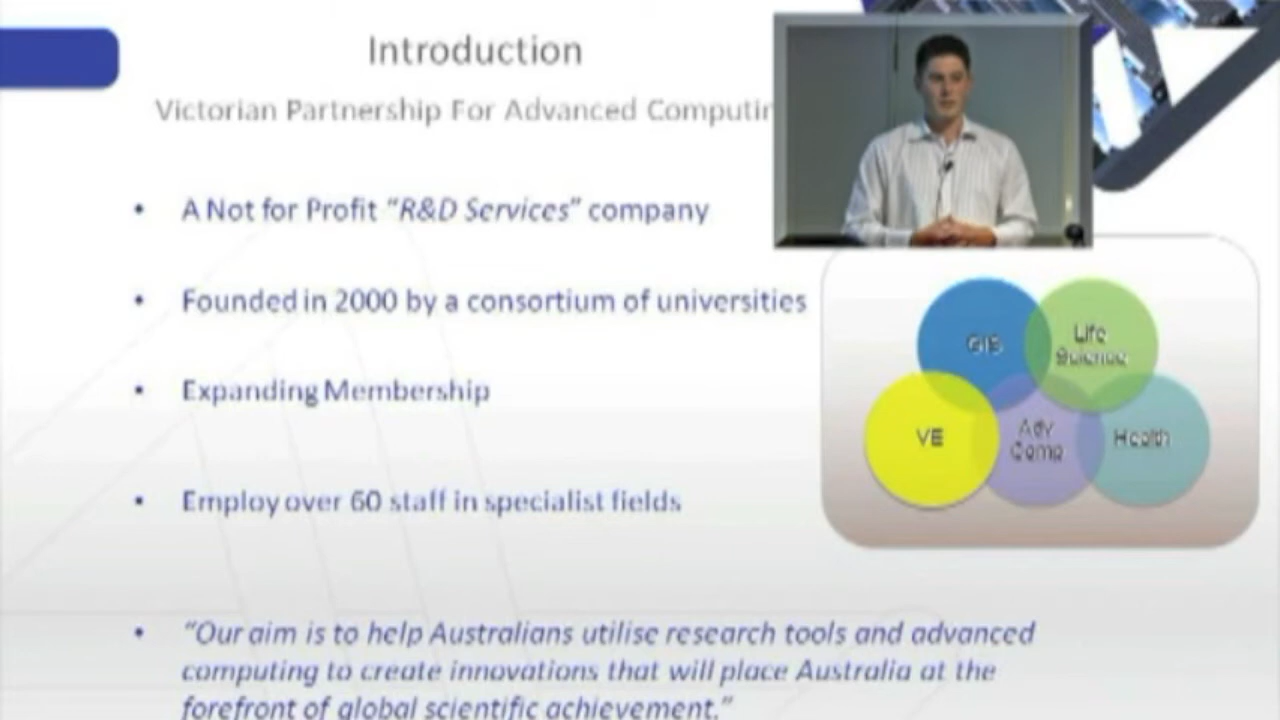 Introduction
Victorian Partnership For Advanced Computin
• A Not for Profit “R&D Services” company
• Founded in 2000 by a consortium of universities
• Expanding Membership
• Employ over 60 staff in specialist fields
• “Our aim is to help Australians utilise research tools and advanced
computing to create innovations that will place Australia at the
forefront of global scientific achievement.”
GIS
Life
Science
VE
Adv
Comp
Health